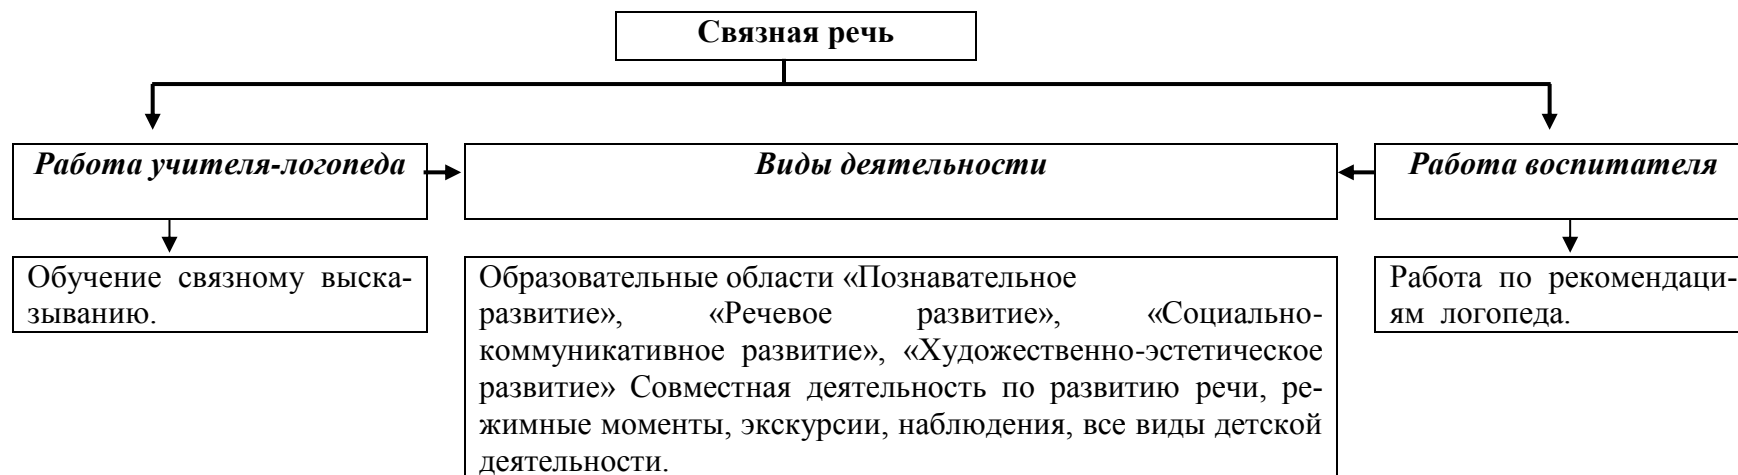 Связная речь
Работа учителя-логопеда
Виды деятельности
Работа воспитателя
Обучение связному выска-
зыванию.
Образовательные области «Познавательное
развитие», «Речевое развитие», «Социально-
коммуникативное развитие», «Художественно-эстетическое
развитие» Совместная деятельность по развитию речи, ре-
жимные моменты, экскурсии, наблюдения, все виды детской
деятельности.
Работа по рекомендаци-
ям логопеда.